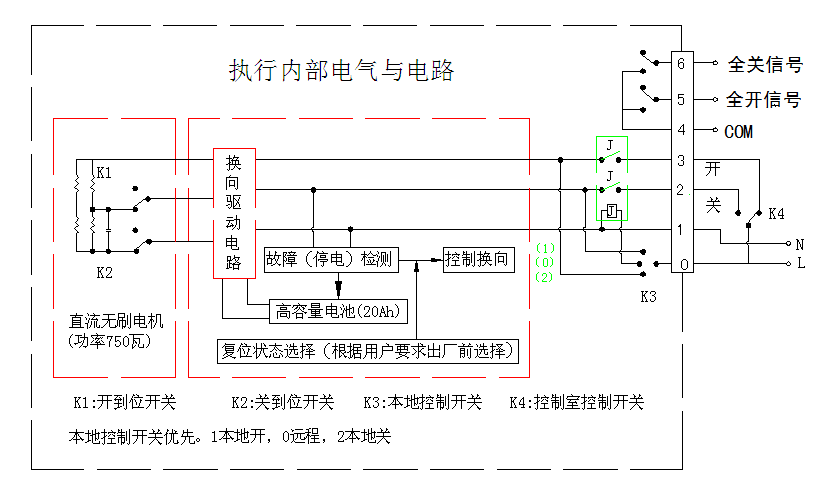 执行内部电气与电路
6 全关信号
5 全开信号
4 COM
J
3 开
J
2 关
K4
J
1 N
0 L
K1
K2
换向驱动电路
故障（停电）检测
控制换向
(1)
(0)
(2)
K3
高容量电池(20Ah)
直流无刷电机
(功率750瓦)
复位状态选择（根据用户要求出厂前选择）
K1:开到位开关 K2:关到位开关 K3:本地控制开关 K4:控制室控制开关
本地控制开关优先。1本地开，0远程，2本地关